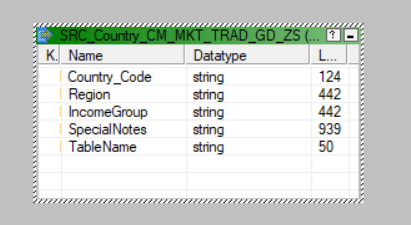 SRC_Country_CM_MKT_TRAD_GD_ZS (... ?
K. Name Datatype L...
Country_Code string 124
Region string 442
IncomeGroup string 442
SpecialNotes string 939
TableName string 50